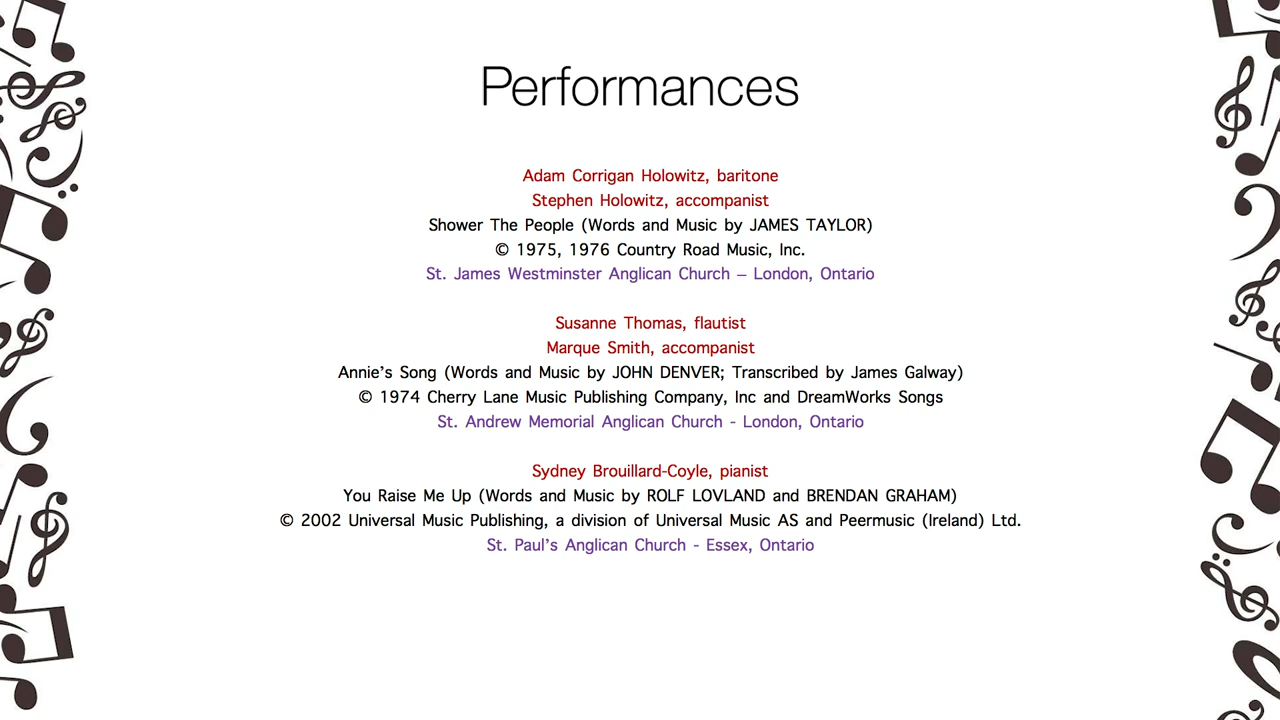 Performances
Adam Corrigan Holowitz, baritone
Stephen Holowitz, accompanist
Shower The People (Words and Music by JAMES TAYLOR)
© 1975, 1976 Country Road Music, Inc.
St. James Westminster Anglican Church – London, Ontario
Susanne Thomas, flautist
Marque Smith, accompanist
Annie’s Song (Words and Music by JOHN DENVER; Transcribed by James Galway)
© 1974 Cherry Lane Music Publishing Company, Inc and DreamWorks Songs
St. Andrew Memorial Anglican Church - London, Ontario
Sydney Brouillard-Coyle, pianist
You Raise Me Up (Words and Music by ROLF LOVLAND and BRENDAN GRAHAM)
© 2002 Universal Music Publishing, a division of Universal Music AS and Peermusic (Ireland) Ltd.
St. Paul’s Anglican Church - Essex, Ontario